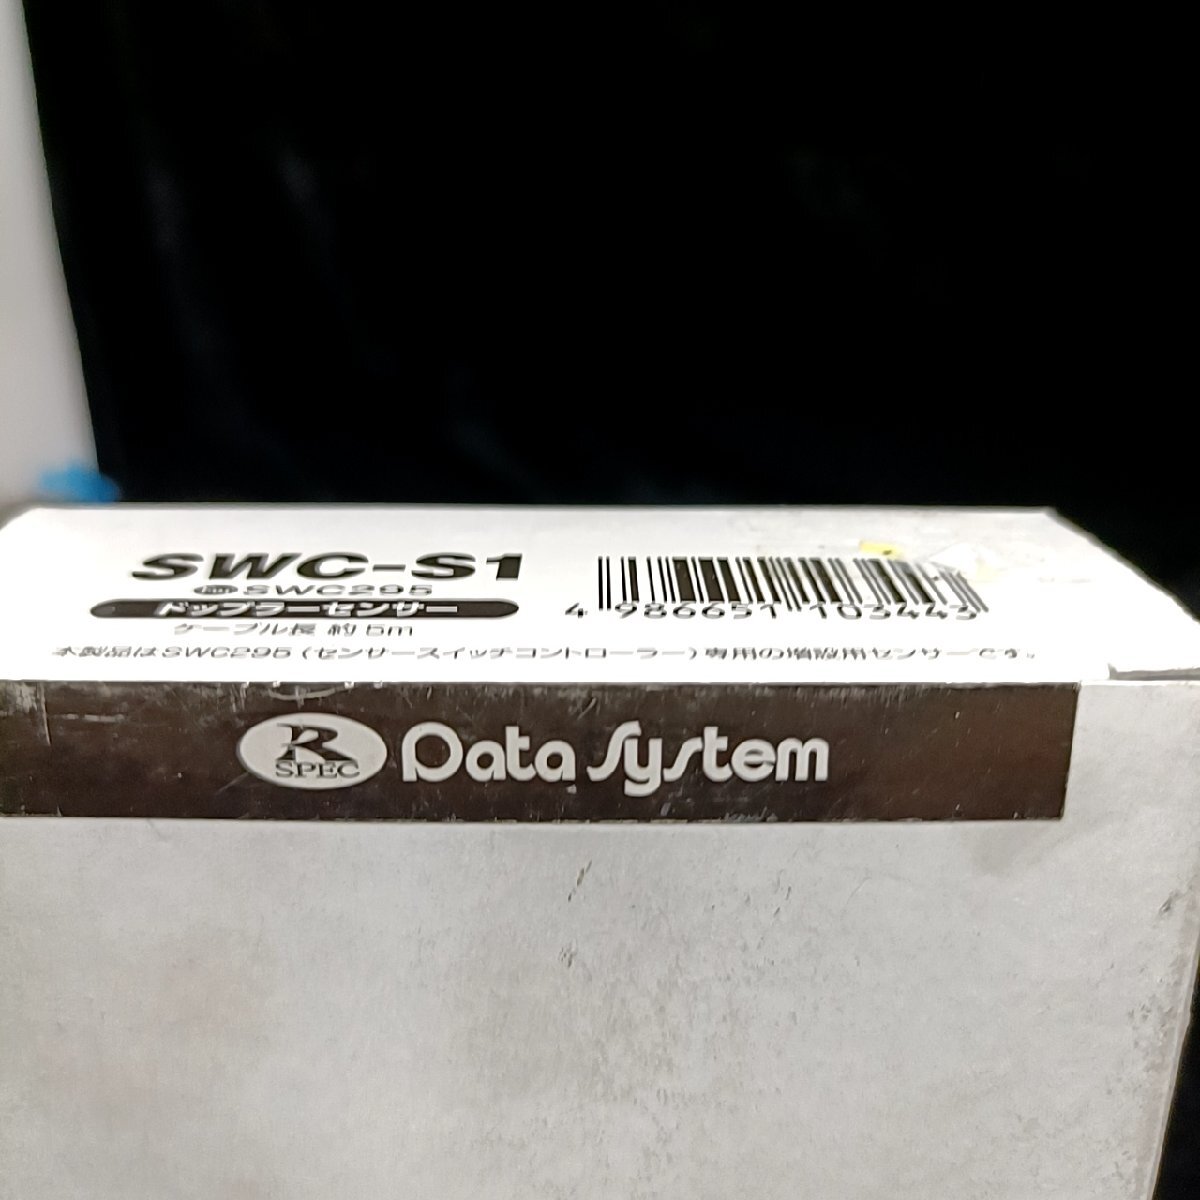 SWC-S1
SWC295
ドップラーセンサー
ケーブル長 約5m
本製品はSWC295(センサースイッチコントローラー)専用の増設用センサーです。
4 986651 103443
R SPEC Data System